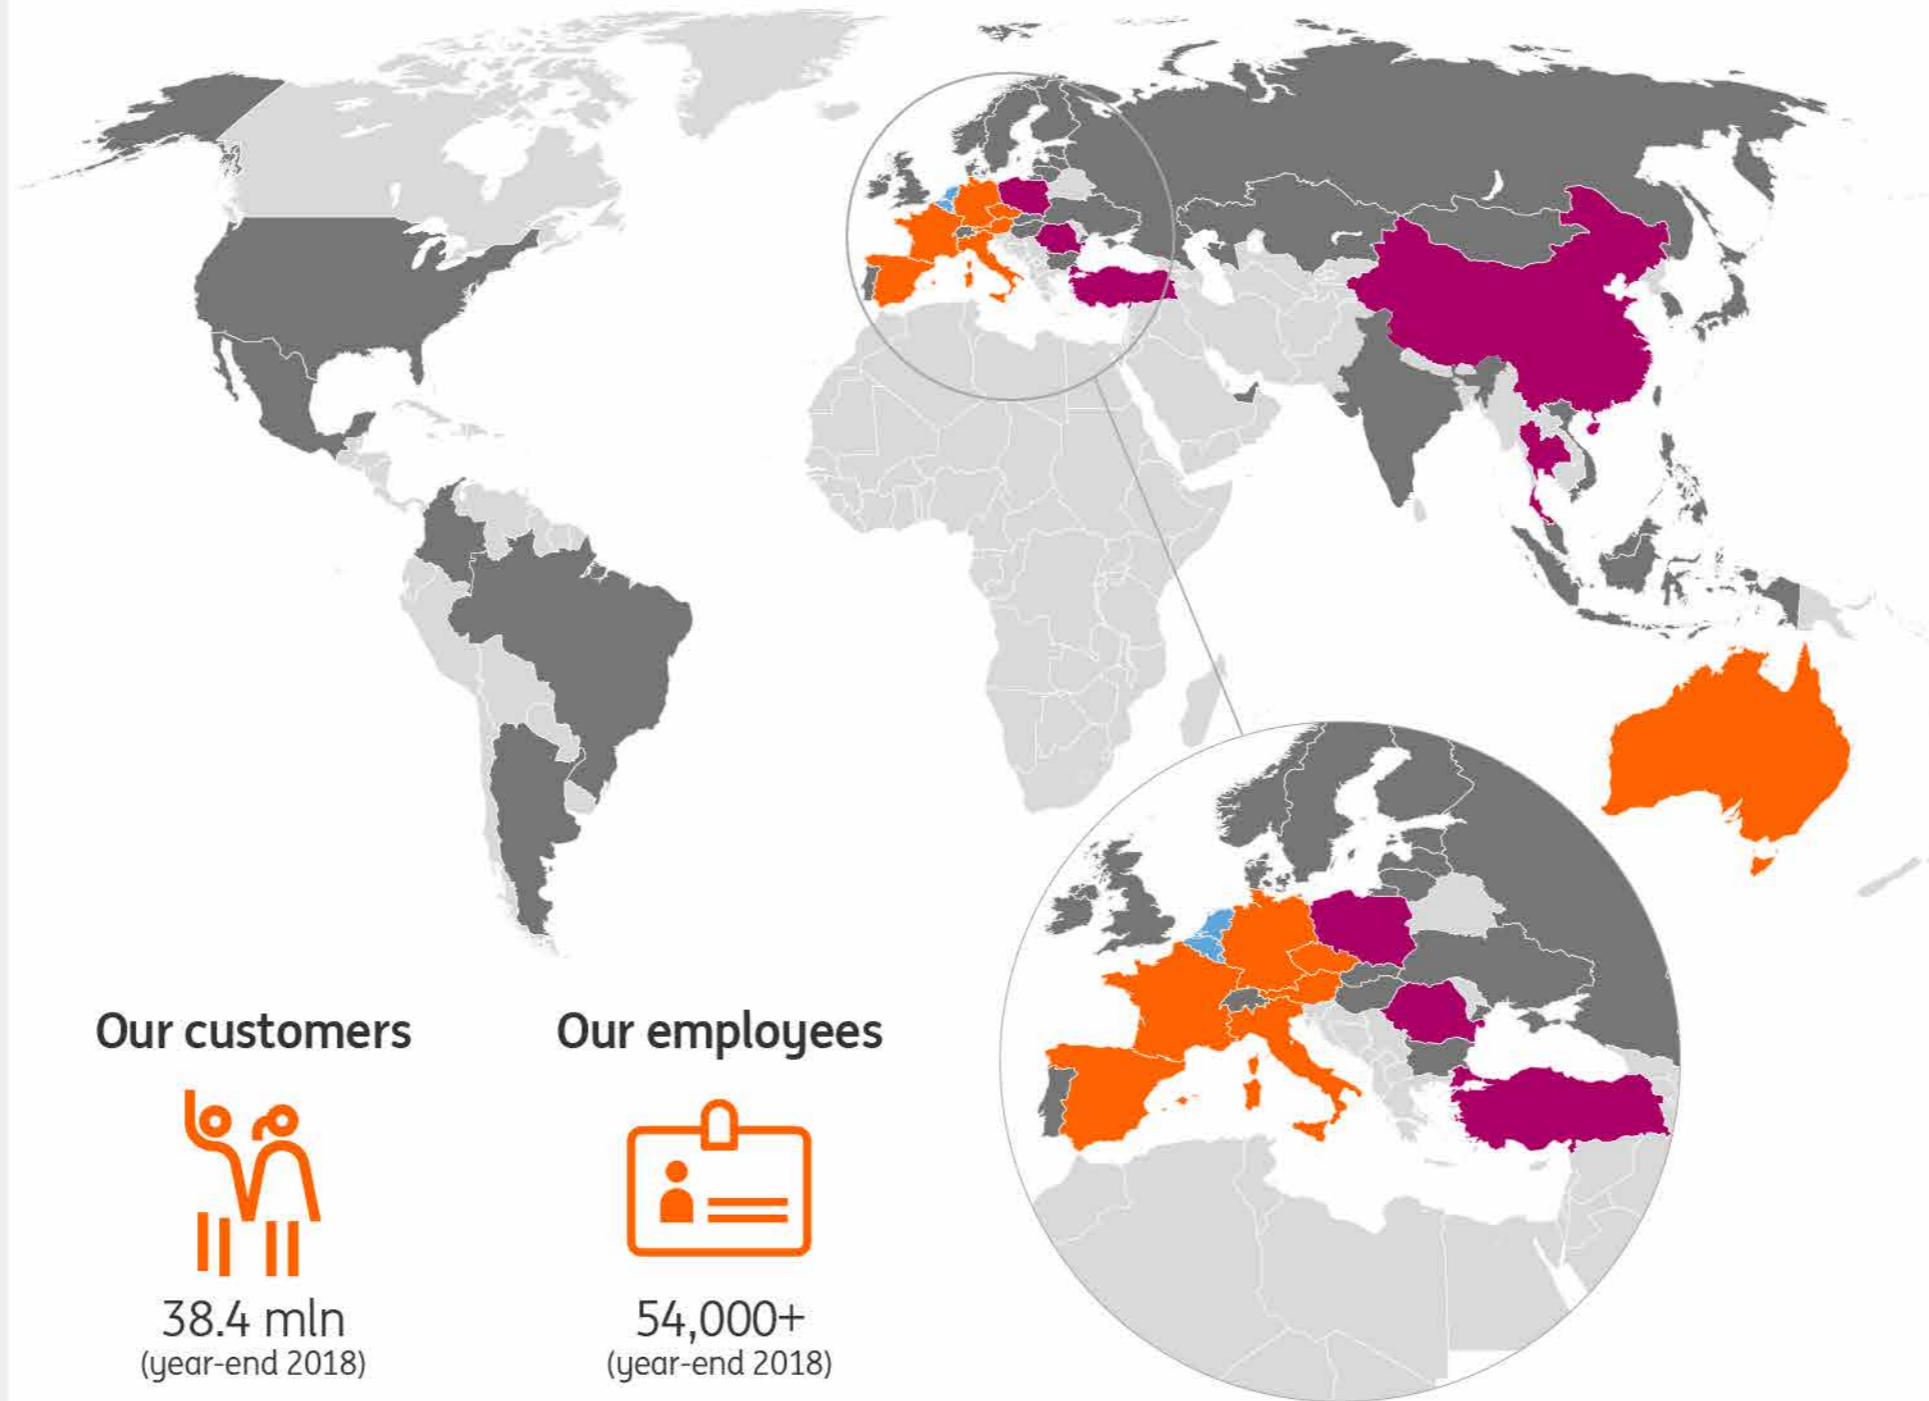 Our customers
38.4 mln
(year-end 2018)
Our employees
54,000+
(year-end 2018)